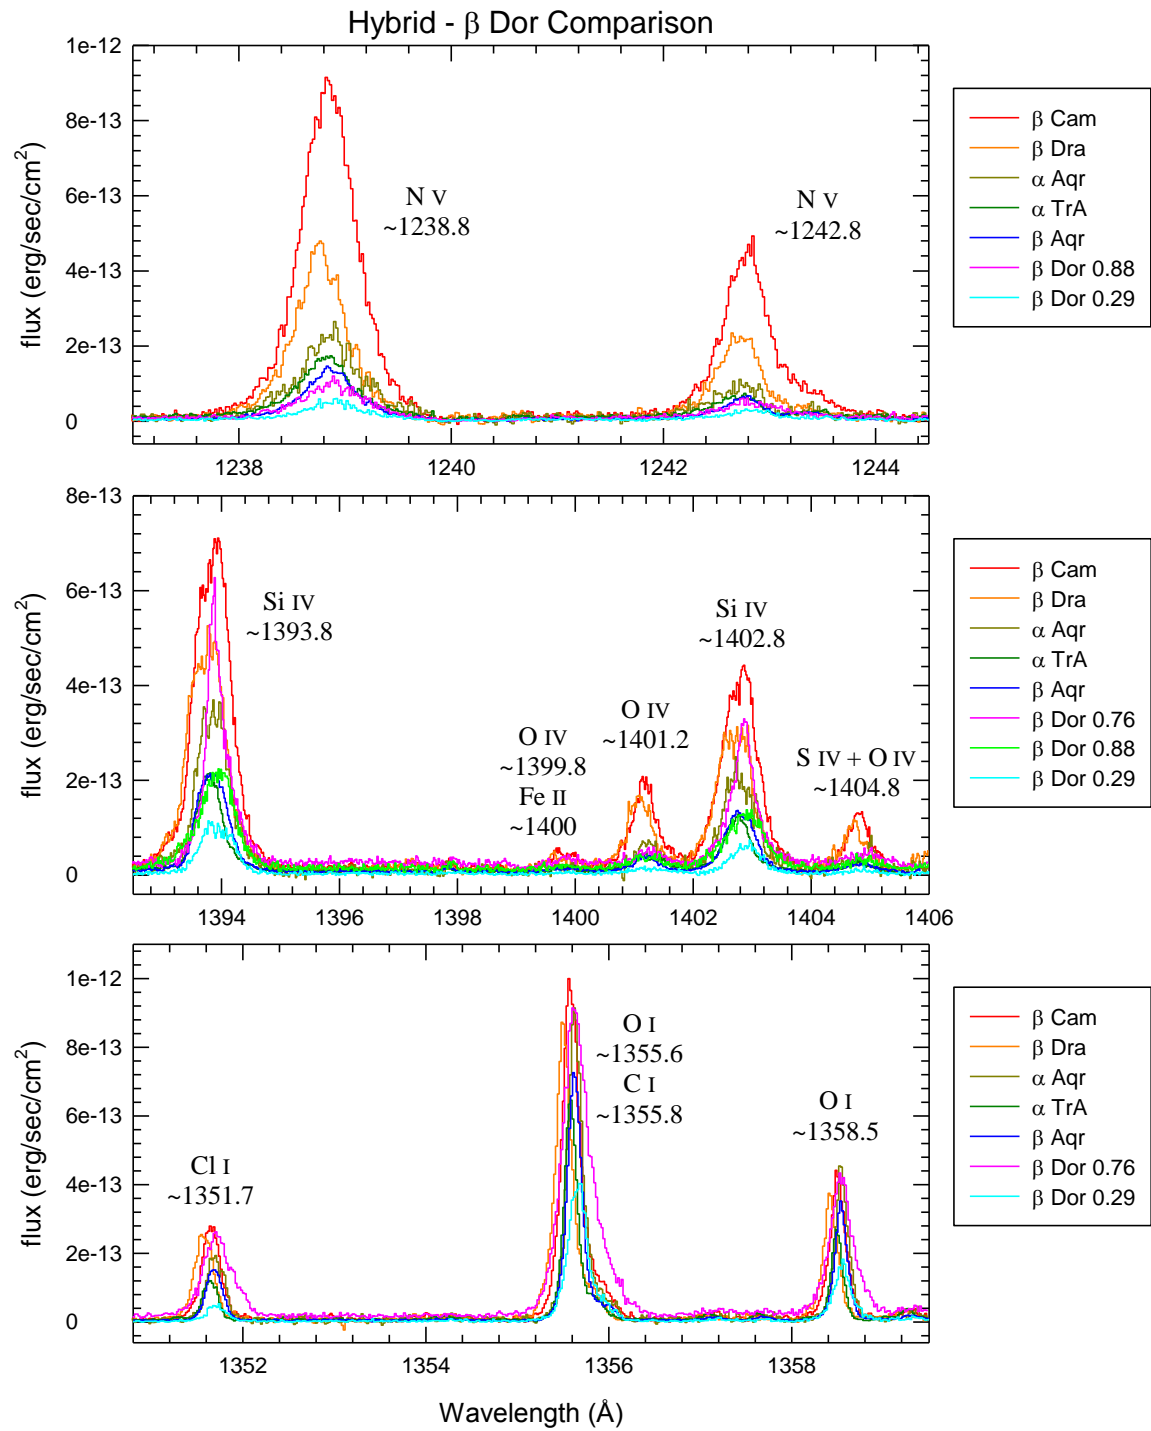 Hybrid - β Dor Comparison
flux (erg/sec/cm²)
1e-12
8e-13
6e-13
4e-13
2e-13
0
N V
~1238.8
N V
~1242.8
1238
1240
1242
1244
β Cam
β Dra
α Aqr
α TrA
β Aqr
β Dor 0.88
β Dor 0.29
flux (erg/sec/cm²)
8e-13
6e-13
4e-13
2e-13
0
Si IV
~1393.8
O IV
~1399.8
Fe II
~1400
O IV
~1401.2
Si IV
~1402.8
S IV + O IV
~1404.8
1394
1396
1398
1400
1402
1404
1406
β Cam
β Dra
α Aqr
α TrA
β Aqr
β Dor 0.76
β Dor 0.88
β Dor 0.29
flux (erg/sec/cm²)
1e-12
8e-13
6e-13
4e-13
2e-13
0
Cl I
~1351.7
O I
~1355.6
C I
~1355.8
O I
~1358.5
1352
1354
1356
1358
β Cam
β Dra
α Aqr
α TrA
β Aqr
β Dor 0.76
β Dor 0.29
Wavelength (Å)